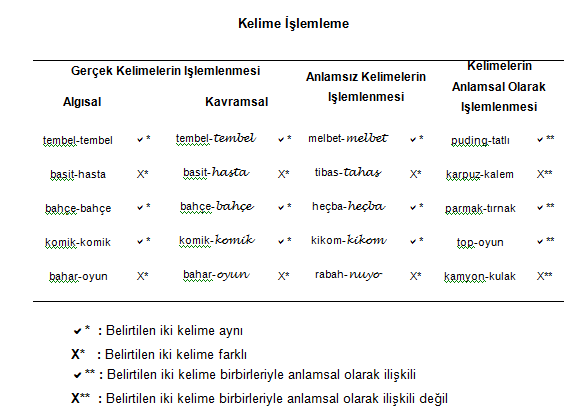 Kelime İşlemleme
Gerçek Kelimelerin Işlemlenmesi
Anlamsız Kelimelerin
Işlemlenmesi
Kelimelerin
Anlamsal Olarak
Işlemlenmesi
Algısal Kavramsal
tembel-tembel ✓* tembel-tembel ✓* melbet-melbet ✓* puding-tatlı ✓**
basit-hasta X* basit-hasta X* tibas-tahas X* karpuz-kalem X**
bahçe-bahçe ✓* bahçe-bahçe ✓* heçba-heçba ✓* parmak-tırnak ✓**
komik-komik ✓* komik-komik ✓* kikom-kikom ✓* top-oyun ✓**
bahar-oyun X* bahar-oyun X* rabah-nuyo X* kamyon-kulak X**
✓* : Belirtilen iki kelime aynı
X* : Belirtilen iki kelime farklı
✓** : Belirtilen iki kelime birbirleriyle anlamsal olarak ilişkili
X** : Belirtilen iki kelime birbirleriyle anlamsal olarak ilişkili değil